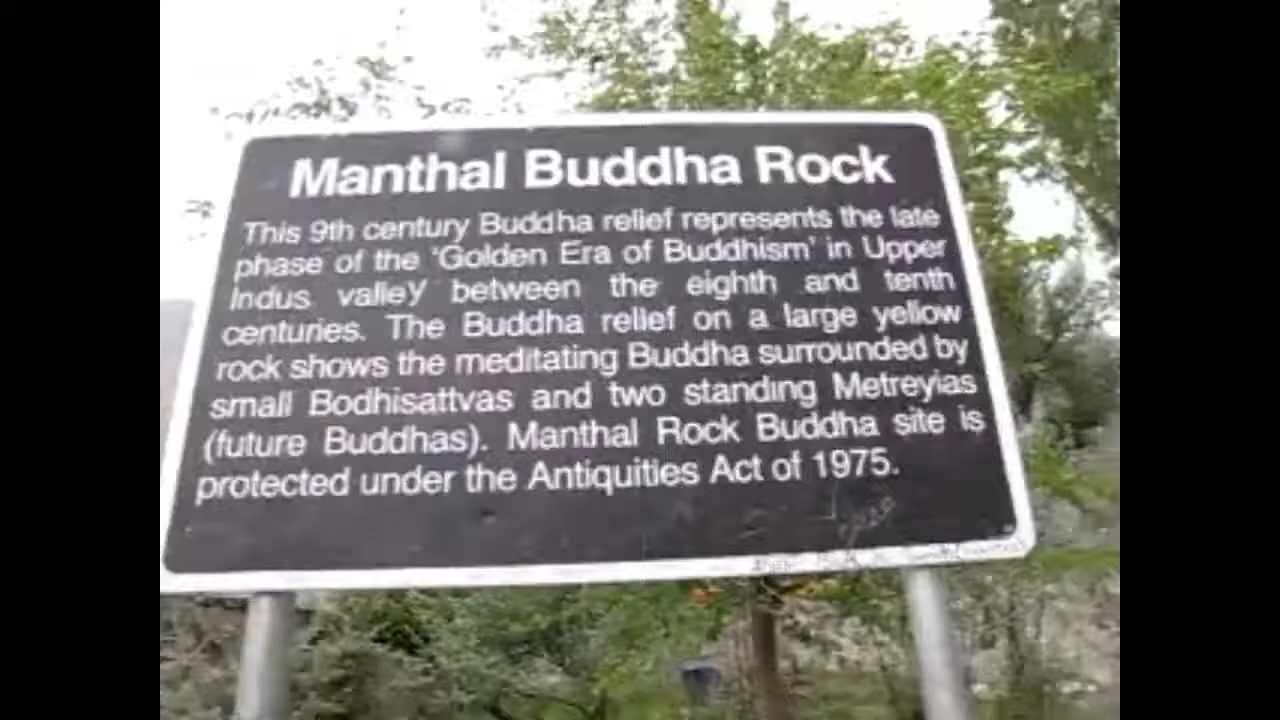 Manthal Buddha Rock
This 9th century Buddha relief represents the late
phase of the 'Golden Era of Buddhism' in Upper
Indus valley between the eighth and tenth
centuries. The Buddha relief on a large yellow
rock shows the meditating Buddha surrounded by
small Bodhisattvas and two standing Metreyias
(future Buddhas). Manthal Rock Buddha site is
protected under the Antiquities Act of 1975.